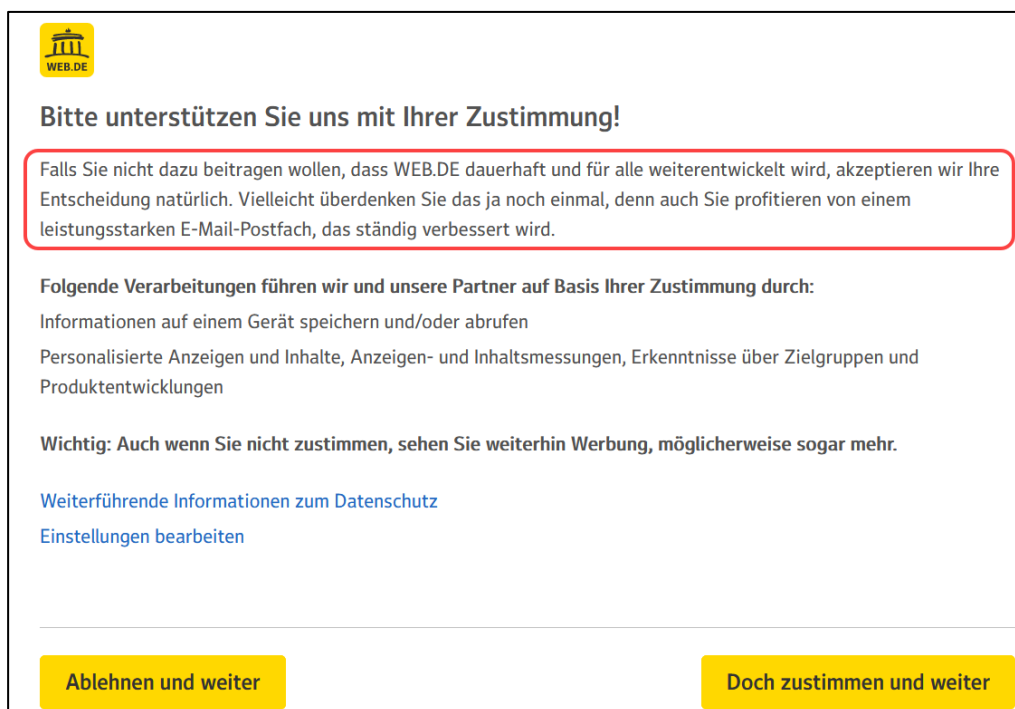 WEB.DE
Bitte unterstützen Sie uns mit Ihrer Zustimmung!
Falls Sie nicht dazu beitragen wollen, dass WEB.DE dauerhaft und für alle weiterentwickelt wird, akzeptieren wir Ihre
Entscheidung natürlich. Vielleicht überdenken Sie das ja noch einmal, denn auch Sie profitieren von einem
leistungsstarken E-Mail-Postfach, das ständig verbessert wird.
Folgende Verarbeitungen führen wir und unsere Partner auf Basis Ihrer Zustimmung durch:
Informationen auf einem Gerät speichern und/oder abrufen
Personalisierte Anzeigen und Inhalte, Anzeigen- und Inhaltsmessungen, Erkenntnisse über Zielgruppen und
Produktentwicklungen
Wichtig: Auch wenn Sie nicht zustimmen, sehen Sie weiterhin Werbung, möglicherweise sogar mehr.
Weiterführende Informationen zum Datenschutz
Einstellungen bearbeiten
Ablehnen und weiter
Doch zustimmen und weiter